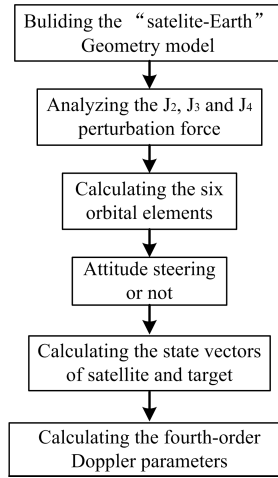 Buliding the “satelite-Earth”
Geometry model
Analyzing the J2, J3 and J4
perturbation force
Calculating the six
orbital elements
Attitude steering
or not
Calculating the state vectors
of satellite and target
Calculating the fourth-order
Doppler parameters